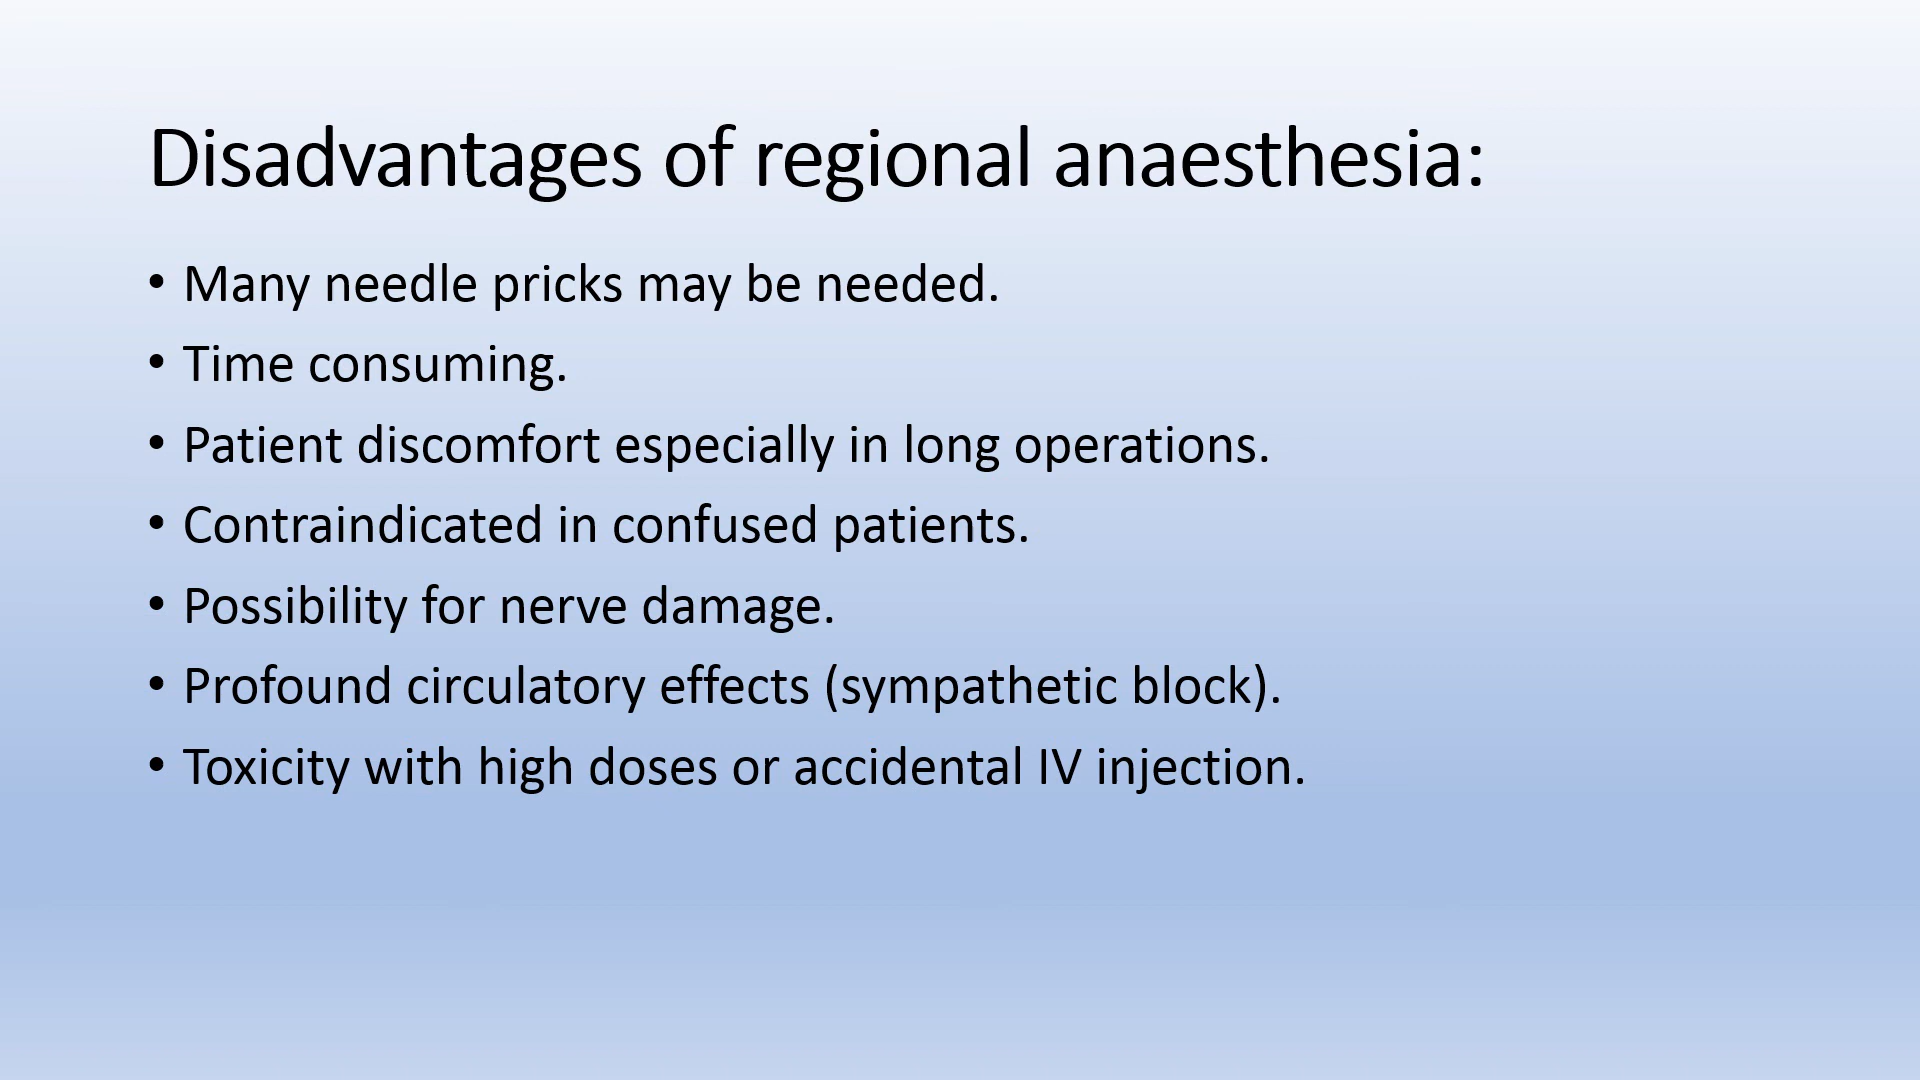 Disadvantages of regional anaesthesia:
• Many needle pricks may be needed.
• Time consuming.
• Patient discomfort especially in long operations.
• Contraindicated in confused patients.
• Possibility for nerve damage.
• Profound circulatory effects (sympathetic block).
• Toxicity with high doses or accidental IV injection.